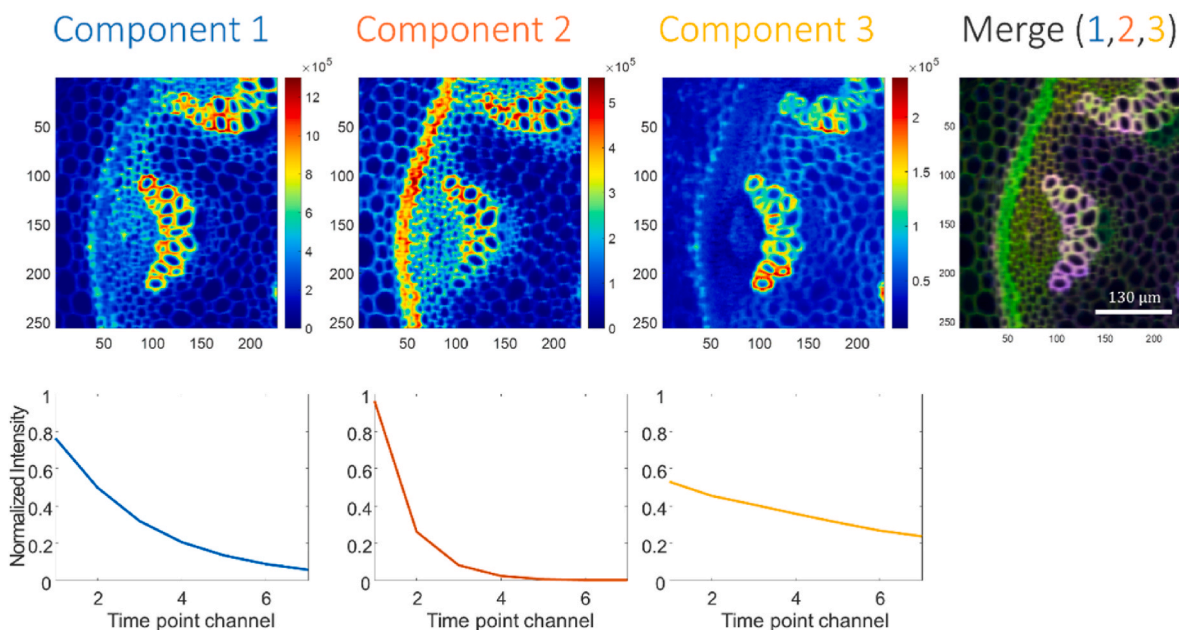 Component 1 Component 2 Component 3 Merge (1,2,3)
×10⁵ ×10⁵ ×10⁵
50 100 150 200 250
50 100 150 200
12 10 8 6 4 2 0
50 100 150 200 250
50 100 150 200
5 4 3 2 1 0
50 100 150 200 250
50 100 150 200
2 1.5 1 0.5
50 100 150 200 250
50 100 150 200
130 μm
Normalized Intensity
1 0.8 0.6 0.4 0.2 0
2 4 6
Time point channel
1 0.8 0.6 0.4 0.2 0
2 4 6
Time point channel
1 0.8 0.6 0.4 0.2 0
2 4 6
Time point channel